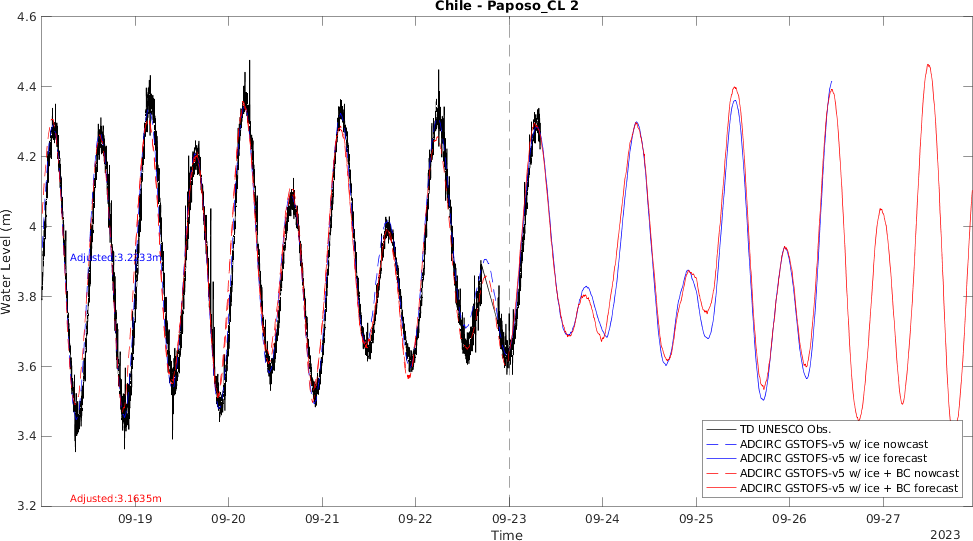 Chile - Paposo_CL 2
4.6
4.4
4.2
4
3.8
3.6
3.4
3.2
Water Level (m)
Adjusted:3.2233m
Adjusted:3.1635m
TD UNESCO Obs.
ADCIRC GSTOFS-v5 w/ ice nowcast
ADCIRC GSTOFS-v5 w/ ice forecast
ADCIRC GSTOFS-v5 w/ ice + BC nowcast
ADCIRC GSTOFS-v5 w/ ice + BC forecast
09-19 09-20 09-21 09-22 09-23 09-24 09-25 09-26 09-27
Time
2023